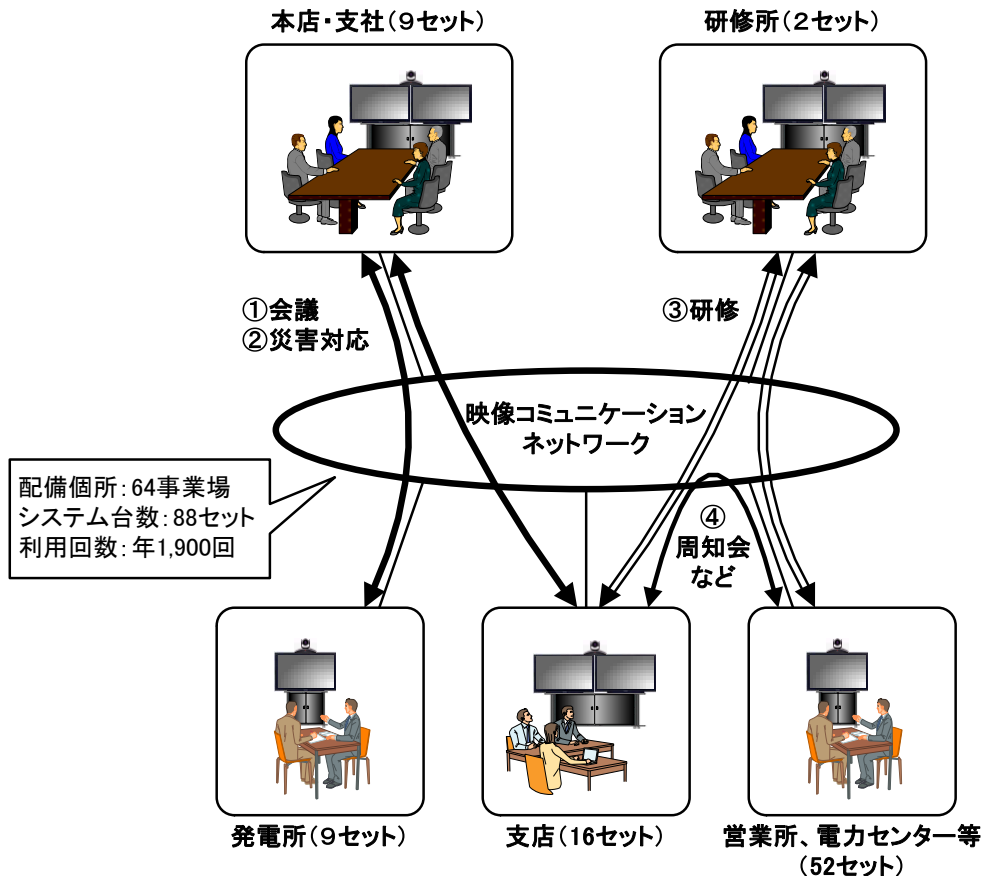 本店・支社(9セット)
研修所(2セット)
①会議
②災害対応
③研修
映像コミュニケーション
ネットワーク
配備個所:64事業場
システム台数:88セット
利用回数:年1,900回
④
周知会
など
発電所(9セット)
支店(16セット)
営業所、電力センター等
(52セット)